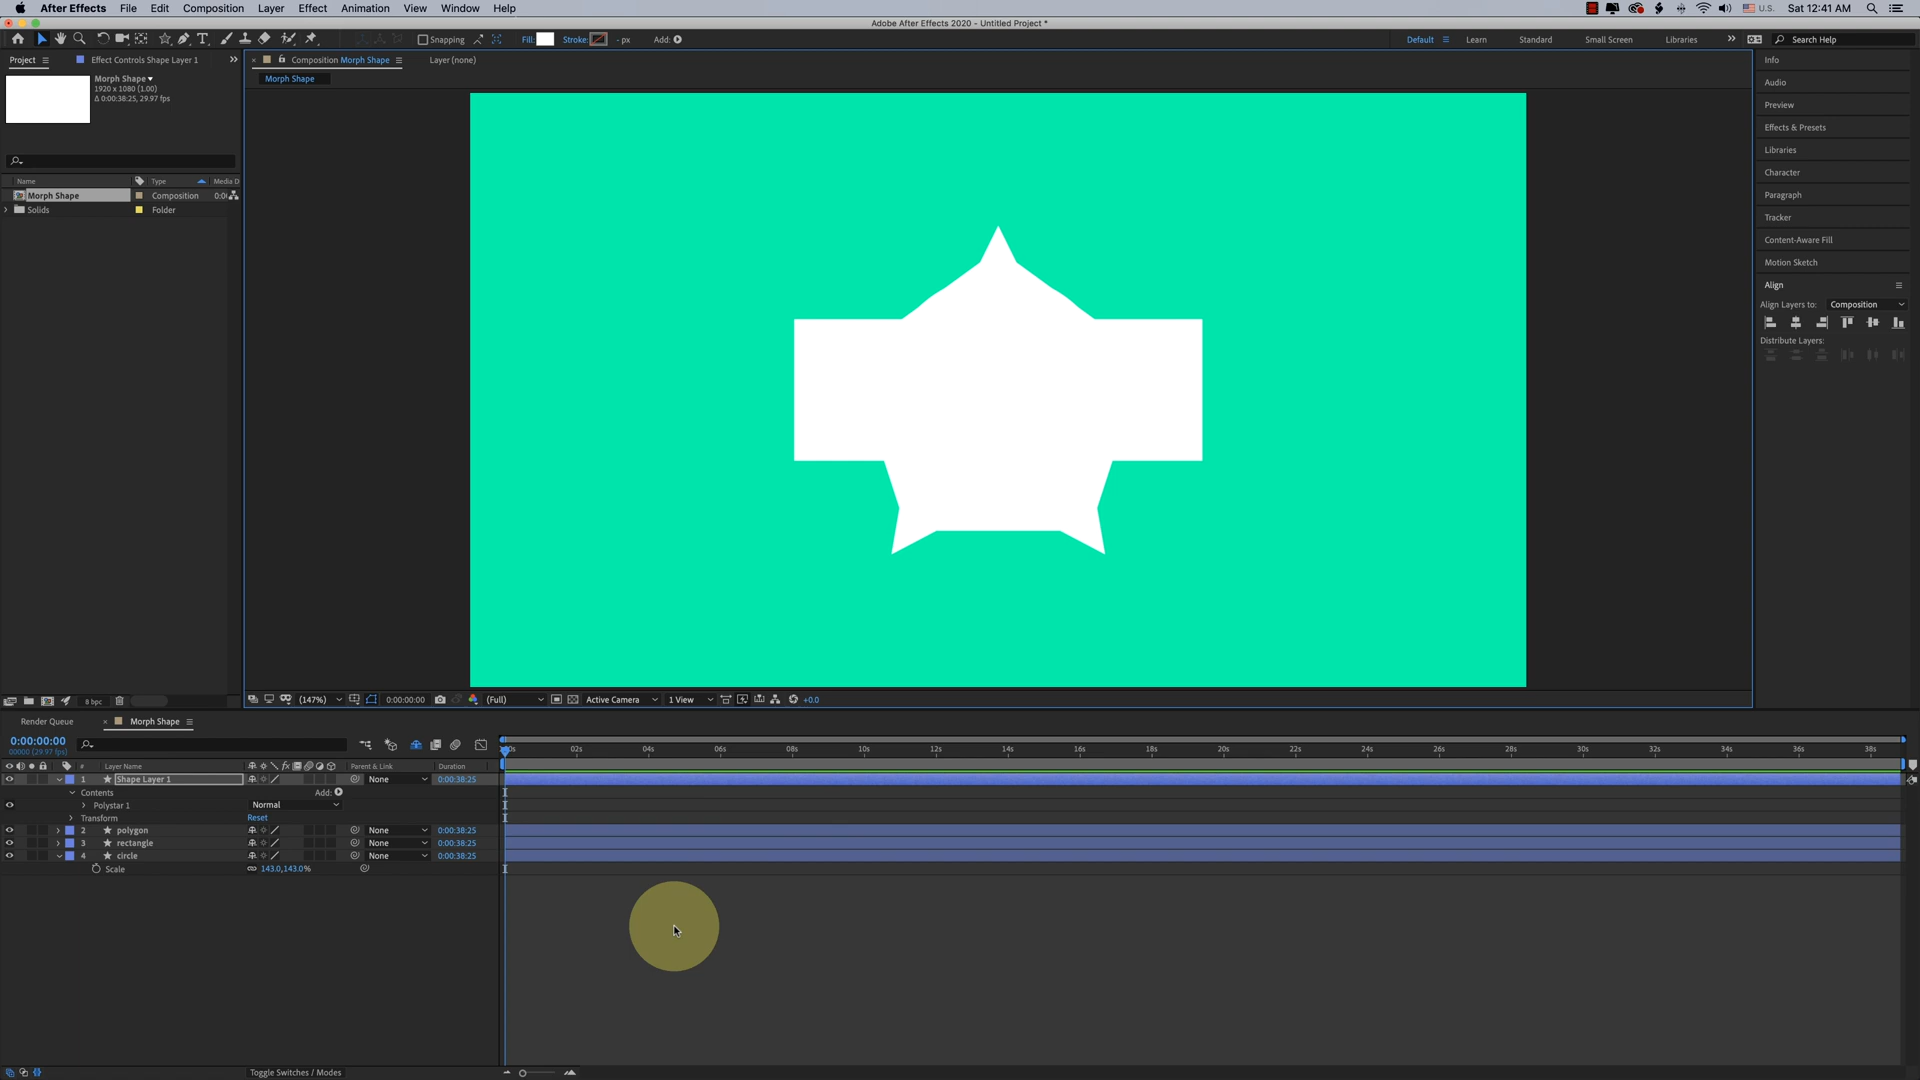 After Effects File Edit Composition Layer Effect Animation View Window Help
U.S. Sat 12:41 AM
Adobe After Effects 2020 - Untitled Project *
Snapping Fill: Stroke: - px Add:
Default Learn Standard Small Screen Libraries Search Help
Project Effect Controls Shape Layer 1
Composition Morph Shape Layer (none)
Morph Shape
1920 x 1080 (1.00)
Δ 0:00:38:25, 29.97 fps
Morph Shape
Name Type Media D
Morph Shape Composition 0:0
Solids Folder
Info
Audio
Preview
Effects & Presets
Libraries
Character
Paragraph
Tracker
Content-Aware Fill
Motion Sketch
Align
Align Layers to: Composition
Distribute Layers:
8 bpc
(147%) 0:00:00:00 (Full) Active Camera 1 View +0.0
Render Queue Morph Shape
0:00:00:00
00000 (29.97 fps)
02s 04s 06s 08s 10s 12s 14s 16s 18s 20s 22s 24s 26s 28s 30s 32s 34s 36s 38s
# Layer Name Parent & Link Duration
1 Shape Layer 1 None 0:00:38:25
Contents Add:
Polystar 1 Normal
Transform Reset
2 polygon None 0:00:38:25
3 rectangle None 0:00:38:25
4 circle None 0:00:38:25
Scale 143.0,143.0%
Toggle Switches / Modes